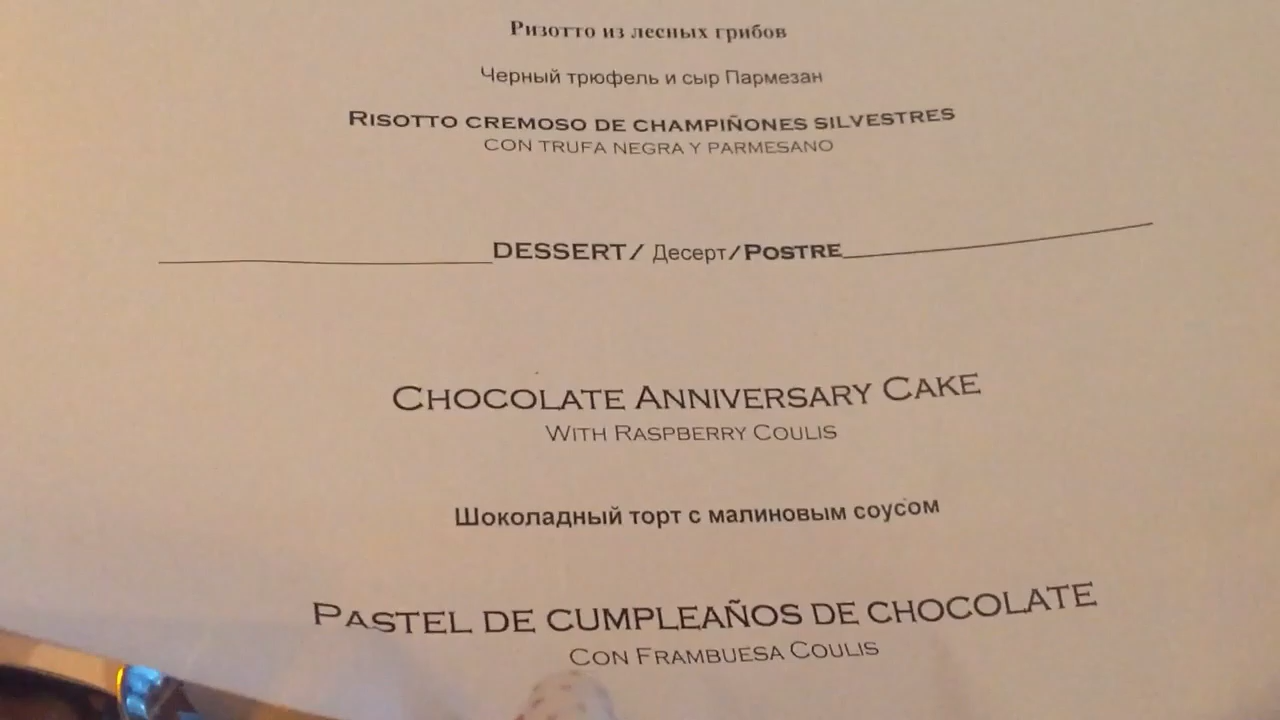 Ризотто из лесных грибов
Черный трюфель и сыр Пармезан
RISOTTO CREMOSO DE CHAMPIÑONES SILVESTRES
CON TRUFA NEGRA Y PARMESANO
DESSERT/ Десерт/POSTRE
CHOCOLATE ANNIVERSARY CAKE
WITH RASPBERRY COULIS
Шоколадный торт с малиновым соусом
PASTEL DE CUMPLEAÑOS DE CHOCOLATE
CON FRAMBUESA COULIS